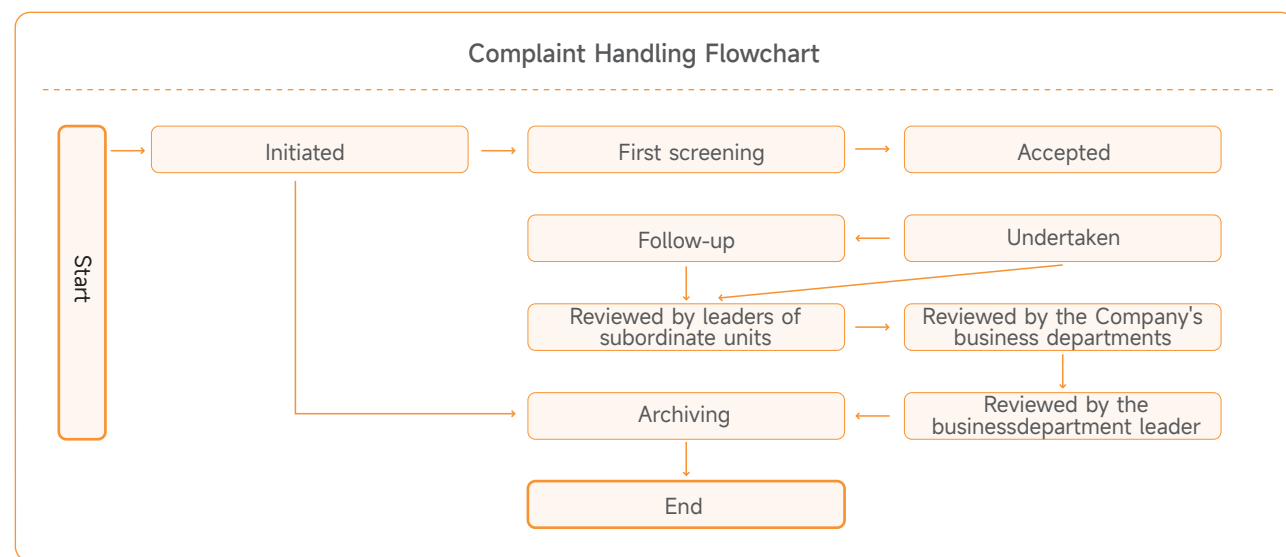 Complaint Handling Flowchart
Start
Initiated
First screening
Accepted
Follow-up
Undertaken
Reviewed by leaders of
subordinate units
Reviewed by the Company's
business departments
Archiving
Reviewed by the
businessdepartment leader
End